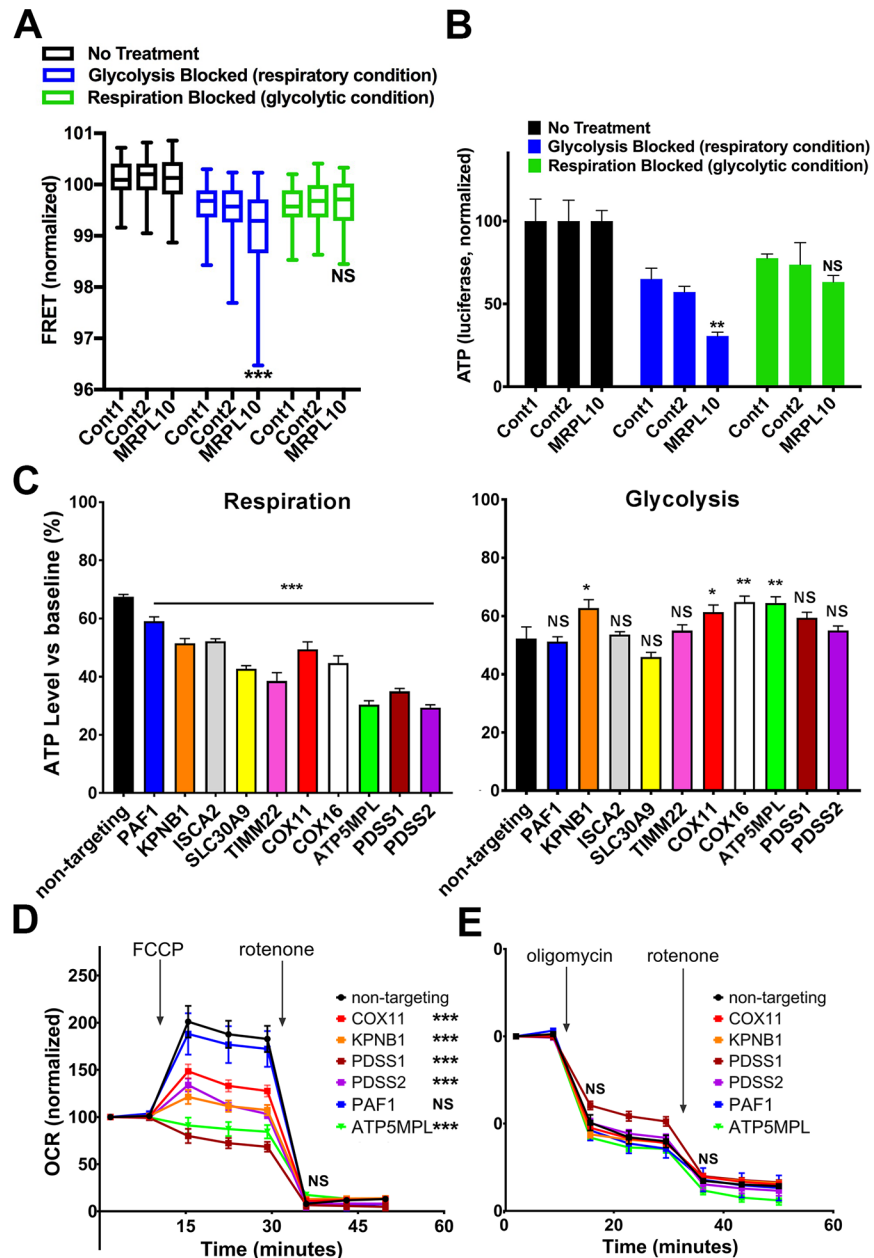 A
No Treatment
Glycolysis Blocked (respiratory condition)
Respiration Blocked (glycolytic condition)
FRET (normalized)
101
100
99
98
97
96
***
NS
Cont1
Cont2
MRPL10
Cont1
Cont2
MRPL10
Cont1
Cont2
MRPL10
B
No Treatment
Glycolysis Blocked (respiratory condition)
Respiration Blocked (glycolytic condition)
ATP (luciferase, normalized)
100
50
0
**
NS
Cont1
Cont2
MRPL10
Cont1
Cont2
MRPL10
Cont1
Cont2
MRPL10
C
Respiration
ATP Level vs baseline (%)
100
80
60
40
20
0
***
non-targeting
PAF1
KPNB1
ISCA2
SLC30A9
TIMM22
COX11
COX16
ATP5MPL
PDSS1
PDSS2
Glycolysis
100
80
60
40
20
0
NS
*
NS
NS
NS
*
**
**
NS
NS
non-targeting
PAF1
KPNB1
ISCA2
SLC30A9
TIMM22
COX11
COX16
ATP5MPL
PDSS1
PDSS2
D
FCCP
rotenone
OCR (normalized)
250
200
150
100
50
0
non-targeting
COX11 ***
KPNB1 ***
PDSS1 ***
PDSS2 ***
PAF1 NS
ATP5MPL ***
NS
15
30
45
60
Time (minutes)
E
oligomycin
rotenone
0
0
0
0
non-targeting
COX11
KPNB1
PDSS1
PDSS2
PAF1
ATP5MPL
NS
NS
0
20
40
60
Time (minutes)